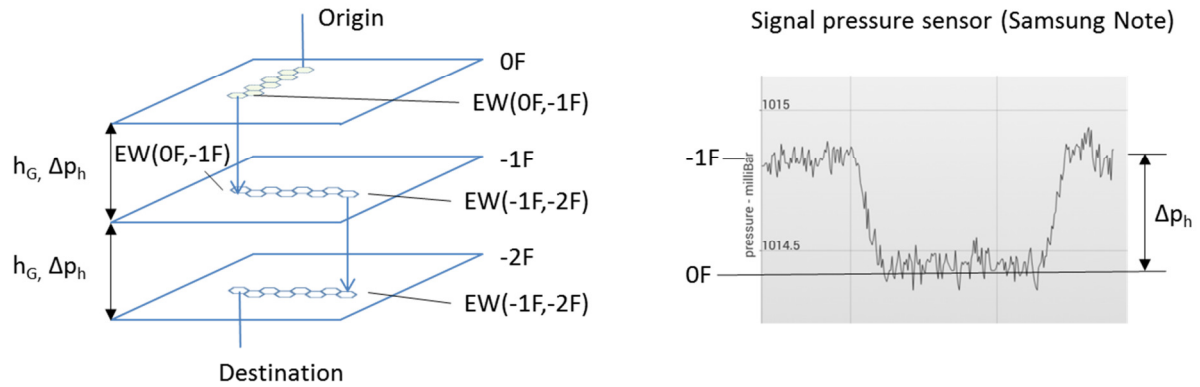 Origin
0F
EW(0F,-1F)
EW(0F,-1F)
-1F
hG, Δph
EW(-1F,-2F)
-2F
hG, Δph
EW(-1F,-2F)
Destination
Signal pressure sensor (Samsung Note)
1015
-1F
pressure - milliBar
Δph
1014.5
0F